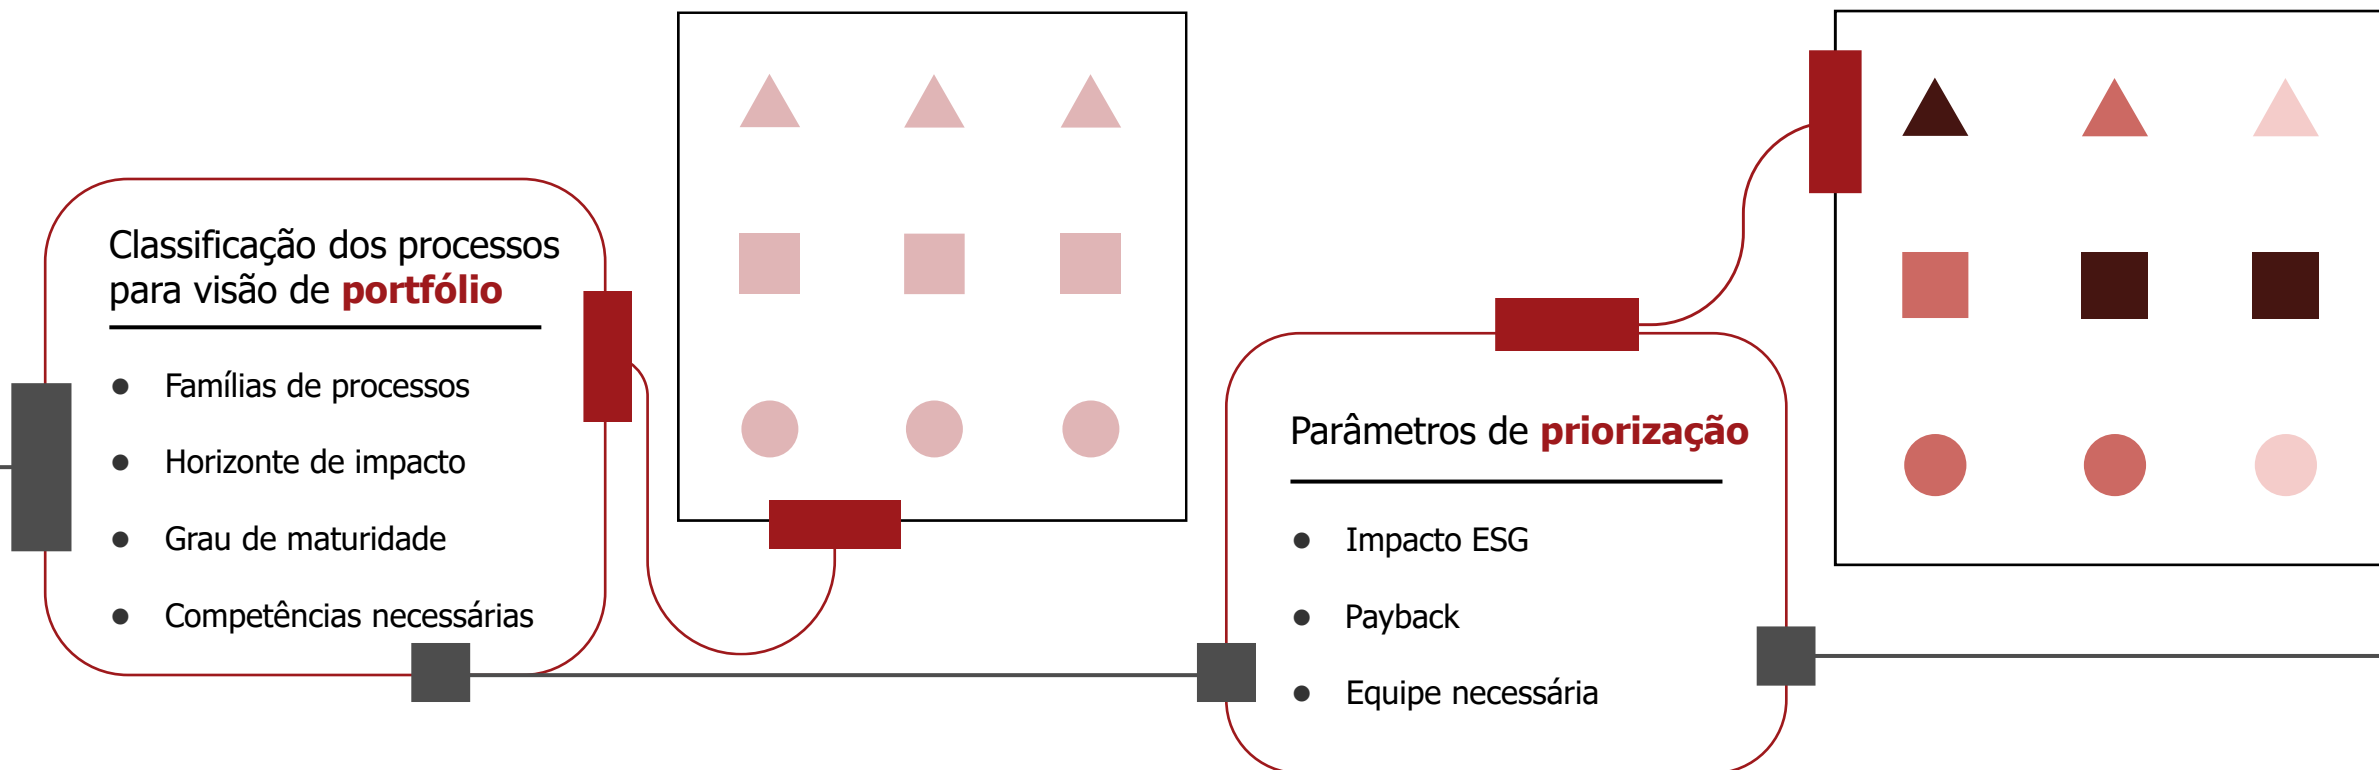 Classificação dos processos
para visão de portfólio
Famílias de processos
Horizonte de impacto
Grau de maturidade
Competências necessárias
Parâmetros de priorização
Impacto ESG
Payback
Equipe necessária